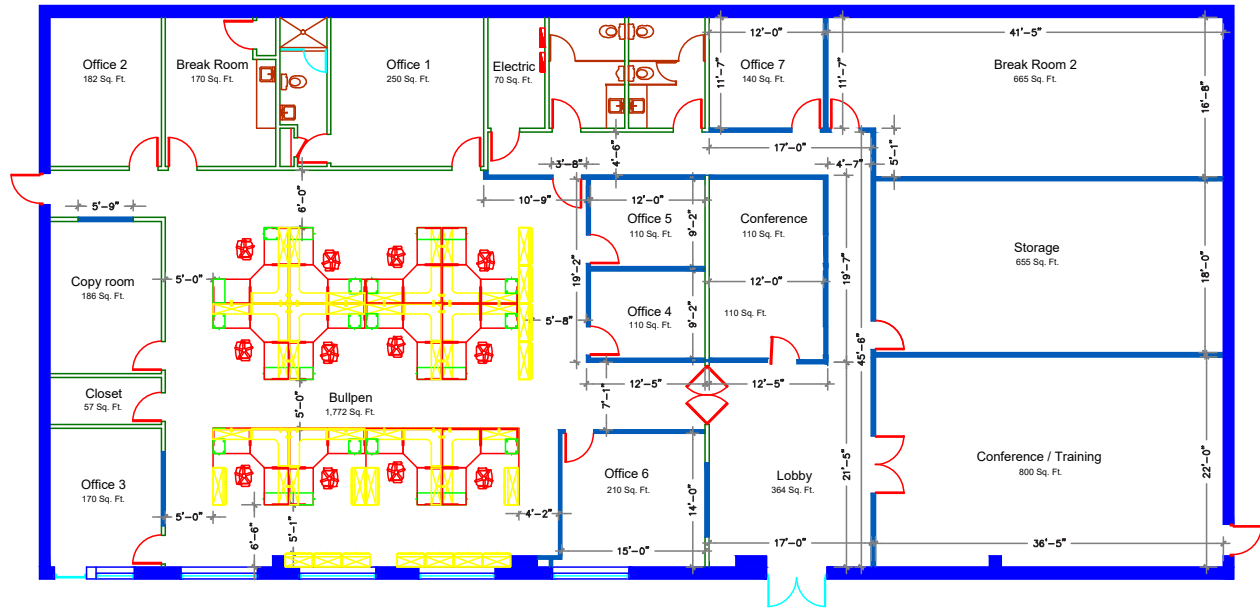 12'-0"
41'-5"
Office 2
182 Sq. Ft.
Break Room
170 Sq. Ft.
Office 1
250 Sq. Ft.
Electric
70 Sq. Ft.
11'-7"
Office 7
140 Sq. Ft.
11'-7"
Break Room 2
665 Sq. Ft.
16'-8"
3'-8"
4'-6"
17'-0"
4'-7"
5'-1"
5'-9"
6'-0"
10'-9"
12'-0"
Office 5
110 Sq. Ft.
9'-2"
Conference
110 Sq. Ft.
Storage
655 Sq. Ft.
18'-0"
Copy room
186 Sq. Ft.
5'-0"
19'-2"
12'-0"
19'-7"
5'-8"
Office 4
110 Sq. Ft.
9'-2"
110 Sq. Ft.
45'-6"
Closet
57 Sq. Ft.
5'-0"
Bullpen
1,772 Sq. Ft.
12'-5"
12'-5"
7'-1"
Office 3
170 Sq. Ft.
5'-0"
6'-6"
5'-1"
4'-2"
Office 6
210 Sq. Ft.
14'-0"
15'-0"
Lobby
364 Sq. Ft.
21'-5"
17'-0"
Conference / Training
800 Sq. Ft.
22'-0"
36'-5"